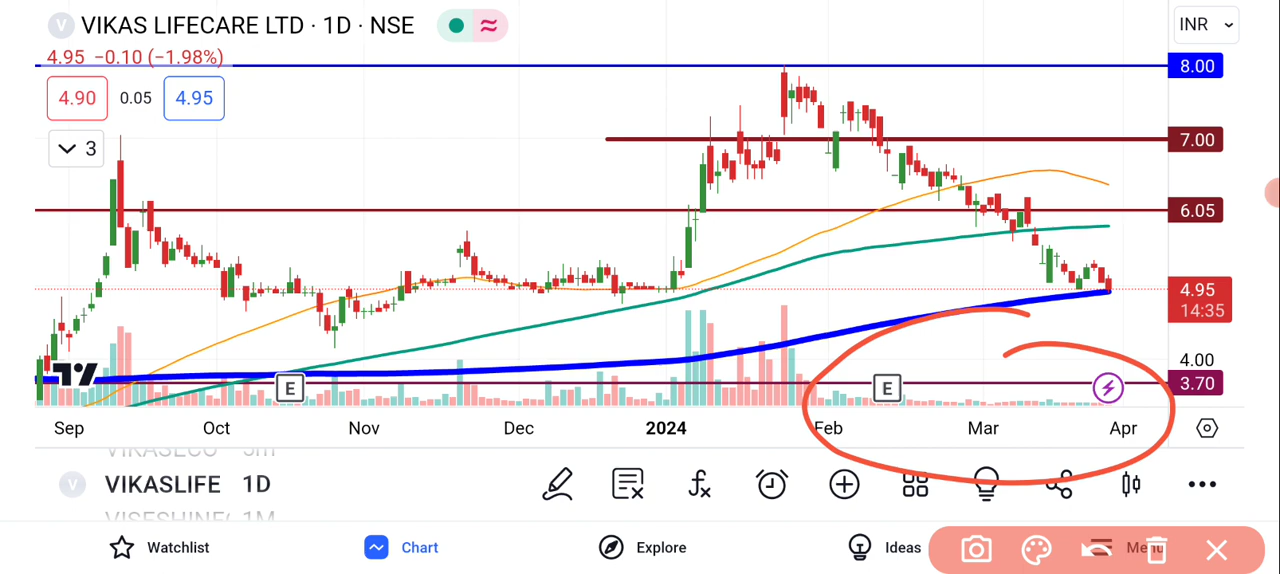 V VIKAS LIFECARE LTD · 1D · NSE
INR
4.95 −0.10 (−1.98%)
8.00
4.90 0.05 4.95
3
7.00
6.05
4.95
14:35
4.00
3.70
E E
Sep Oct Nov Dec 2024 Feb Mar Apr
V VIKASLIFE 1D
Watchlist Chart Explore Ideas Menu